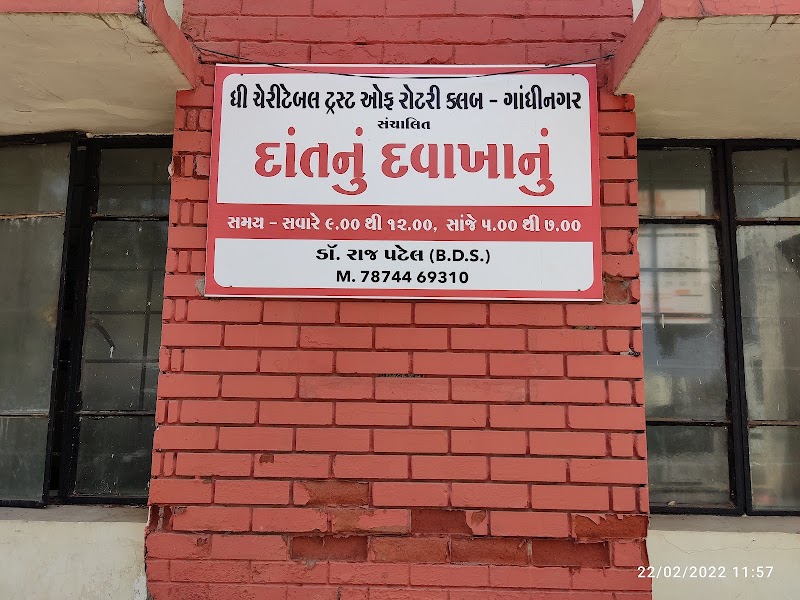 ધી ચેરીટેબલ ટ્રસ્ટ ઓફ રોટરી ક્લબ - ગાંધીનગર
સંચાલિત
દાંતનું દવાખાનું
સમય - સવારે ૯.૦૦ થી ૧૨.૦૦, સાંજે ૫.૦૦ થી ૭.૦૦
ડૉ. રાજ પટેલ (B.D.S.)
M. 78744 69310
22/02/2022 11:57